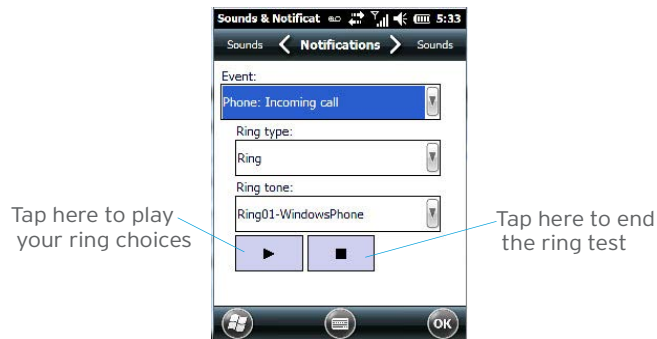 Sounds & Notificat 5:33
Sounds Notifications Sounds
Event:
Phone: Incoming call
Ring type:
Ring
Ring tone:
Ring01-WindowsPhone
Tap here to play
your ring choices
Tap here to end
the ring test
OK